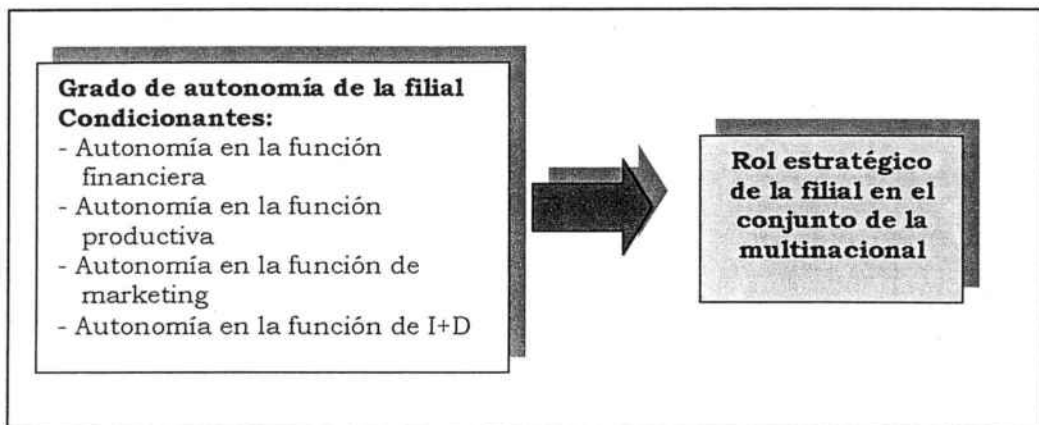 Grado de autonomía de la filial
Condicionantes:
- Autonomía en la función
financiera
- Autonomía en la función
productiva
- Autonomía en la función de
marketing
- Autonomía en la función de I+D
Rol estratégico
de la filial en el
conjunto de la
multinacional